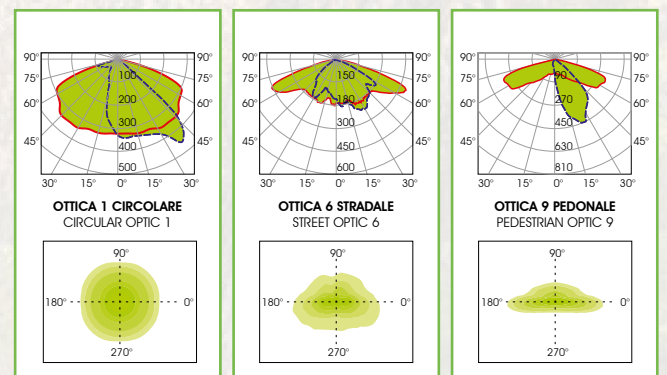 90° 90°
75° 100 75°
60° 200 60°
300
45° 400 45°
500
30° 15° 0° 15° 30°
OTTICA 1 CIRCOLARE
CIRCULAR OPTIC 1
90°
180° 0°
270°
90° 90°
75° 150 75°
60° 180 60°
300
45° 450 45°
600
30° 15° 0° 15° 30°
OTTICA 6 STRADALE
STREET OPTIC 6
90°
180° 0°
270°
90° 90°
75° 90 75°
60° 270 60°
450
45° 630 45°
810
30° 15° 0° 15° 30°
OTTICA 9 PEDONALE
PEDESTRIAN OPTIC 9
90°
180° 0°
270°